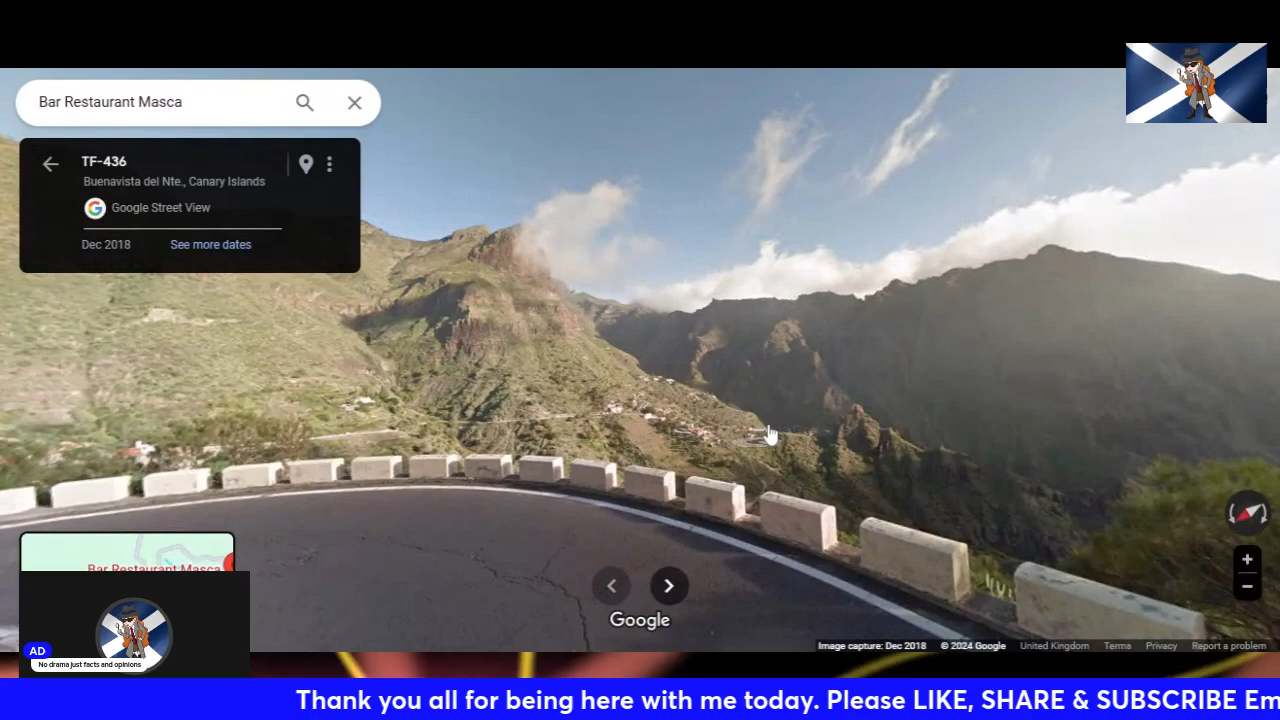 Bar Restaurant Masca
TF-436
Buenavista del Nte., Canary Islands
Google Street View
Dec 2018 See more dates
Bar Restaurant Masca
AD
No drama just facts and opinions
Google
Image capture: Dec 2018 © 2024 Google United Kingdom Terms Privacy Report a problem
Thank you all for being here with me today. Please LIKE, SHARE & SUBSCRIBE Em